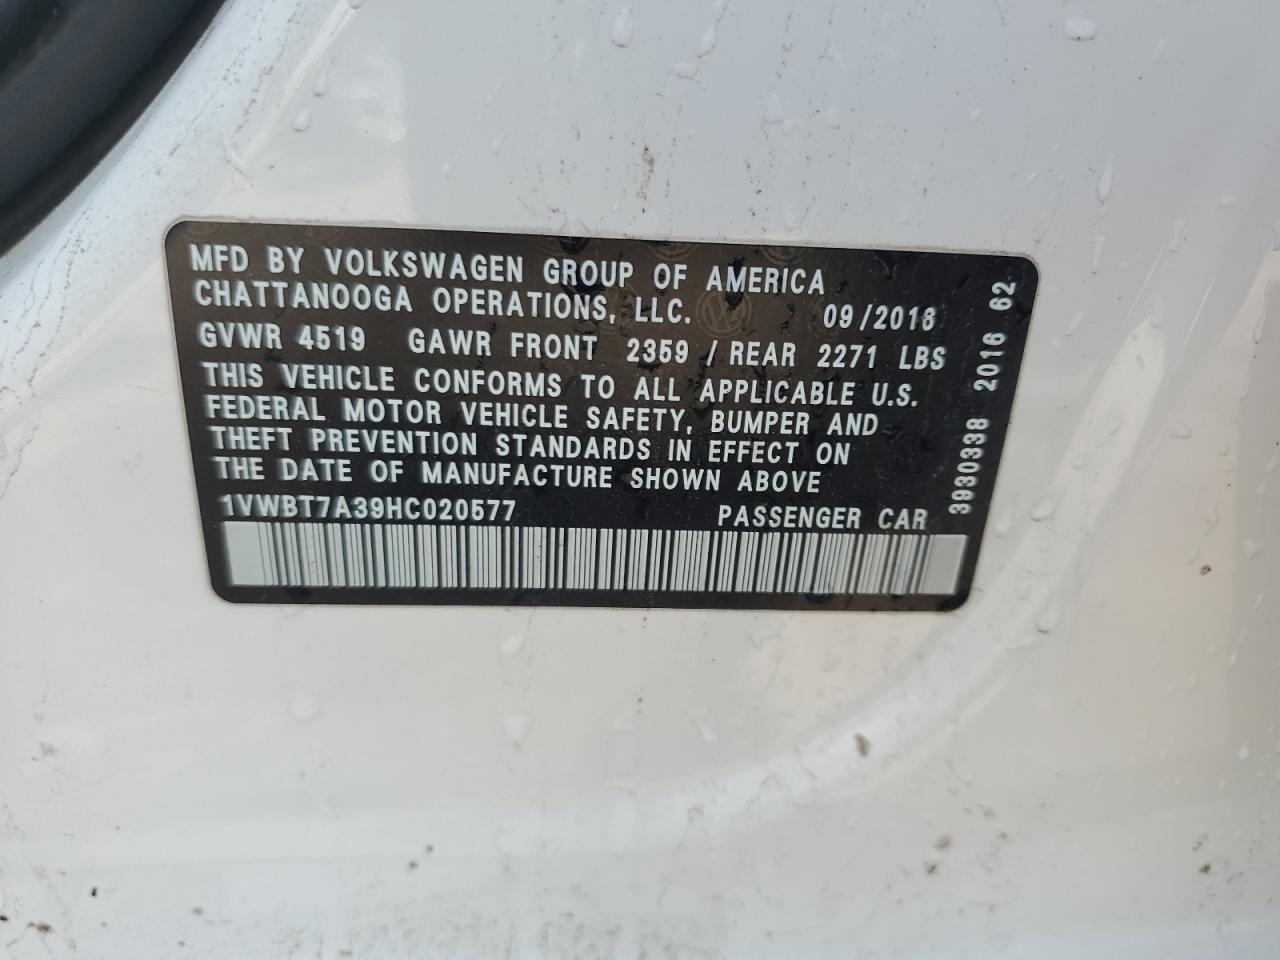 MFD BY VOLKSWAGEN GROUP OF AMERICA
CHATTANOOGA OPERATIONS, LLC. 09/2016
GVWR 4519 GAWR FRONT 2359 / REAR 2271 LBS
THIS VEHICLE CONFORMS TO ALL APPLICABLE U.S.
FEDERAL MOTOR VEHICLE SAFETY, BUMPER AND
THEFT PREVENTION STANDARDS IN EFFECT ON
THE DATE OF MANUFACTURE SHOWN ABOVE
1VWBT7A39HC020577 PASSENGER CAR
3930338 2016 62